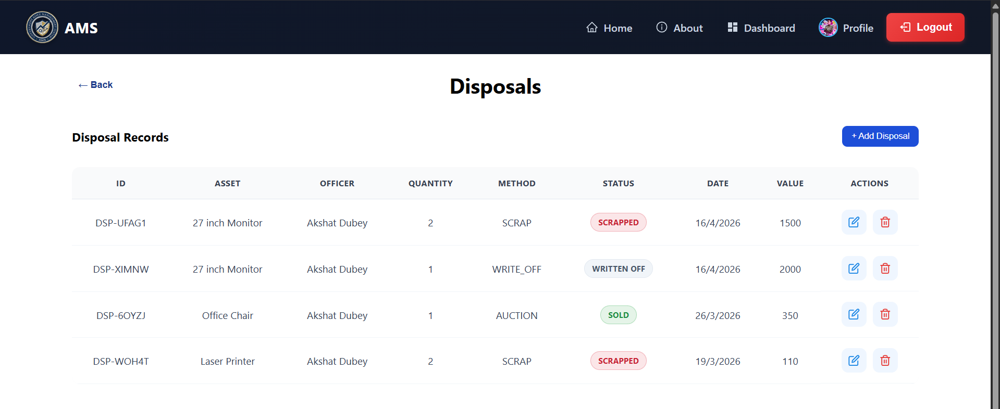 AMS
Home About Dashboard Profile Logout
← Back
Disposals
Disposal Records
+ Add Disposal
ID ASSET OFFICER QUANTITY METHOD STATUS DATE VALUE ACTIONS
DSP-UFAG1 27 inch Monitor Akshat Dubey 2 SCRAP SCRAPPED 16/4/2026 1500
DSP-XIMNW 27 inch Monitor Akshat Dubey 1 WRITE_OFF WRITTEN OFF 16/4/2026 2000
DSP-6OYZJ Office Chair Akshat Dubey 1 AUCTION SOLD 26/3/2026 350
DSP-WOH4T Laser Printer Akshat Dubey 2 SCRAP SCRAPPED 19/3/2026 110